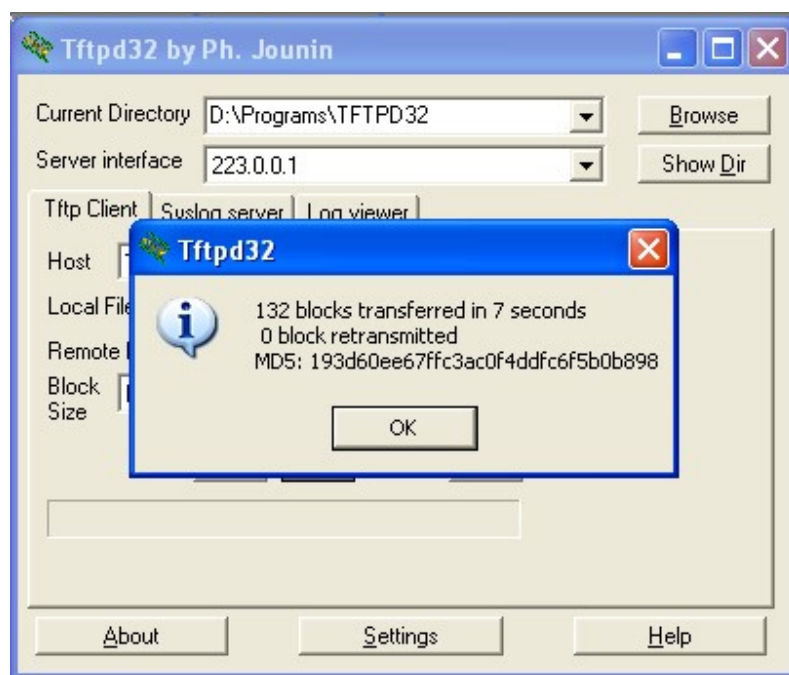 Tftpd32 by Ph. Jounin
Current Directory D:\Programs\TFTPD32 Browse
Server interface 223.0.0.1 Show Dir
Tftp Client Syslog server Log viewer
Tftpd32
Host
Local File
132 blocks transferred in 7 seconds
0 block retransmitted
Remote
MD5: 193d60ee67ffc3ac0f4ddfc6f5b0b898
Block
Size
OK
About Settings Help